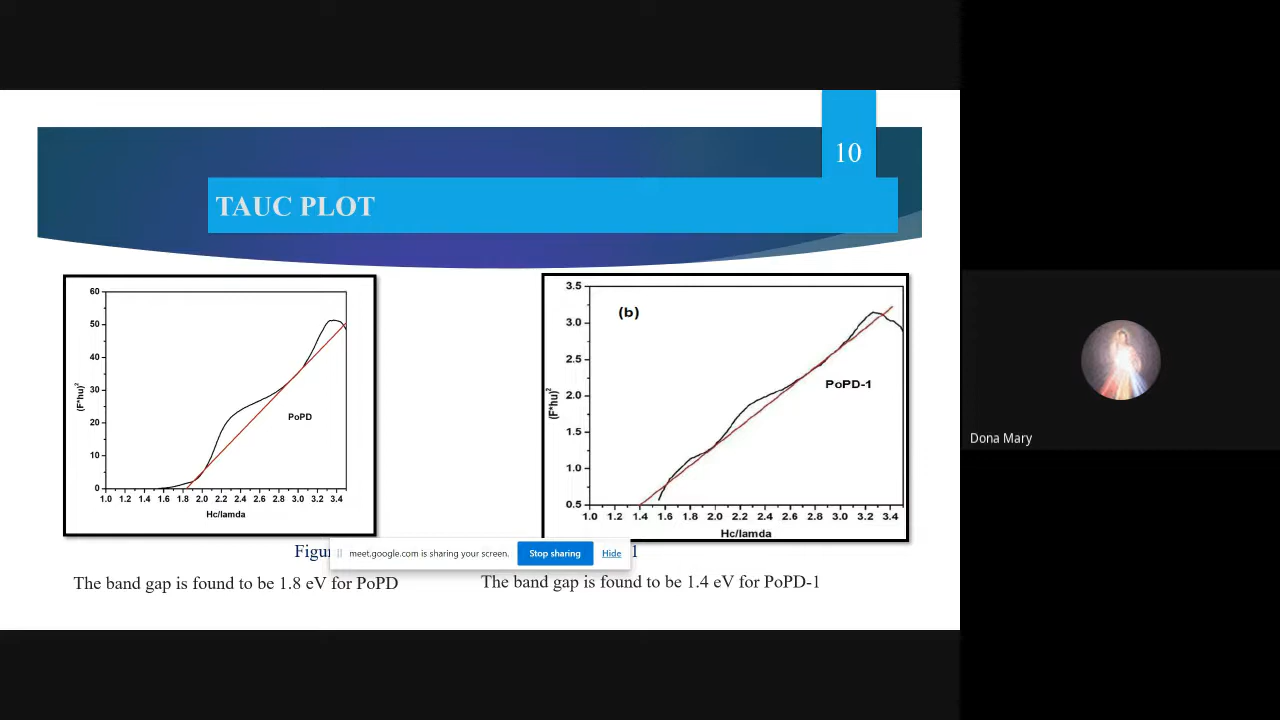 10
TAUC PLOT
60
50
40
30
20
10
0
(F*hu)²
PoPD
1.0 1.2 1.4 1.6 1.8 2.0 2.2 2.4 2.6 2.8 3.0 3.2 3.4
Hc/lamda
3.5
3.0
2.5
2.0
1.5
1.0
0.5
(F*hu)²
(b)
PoPD-1
1.0 1.2 1.4 1.6 1.8 2.0 2.2 2.4 2.6 2.8 3.0 3.2 3.4
Hc/lamda
meet.google.com is sharing your screen. Stop sharing Hide
The band gap is found to be 1.8 eV for PoPD
The band gap is found to be 1.4 eV for PoPD-1
Dona Mary